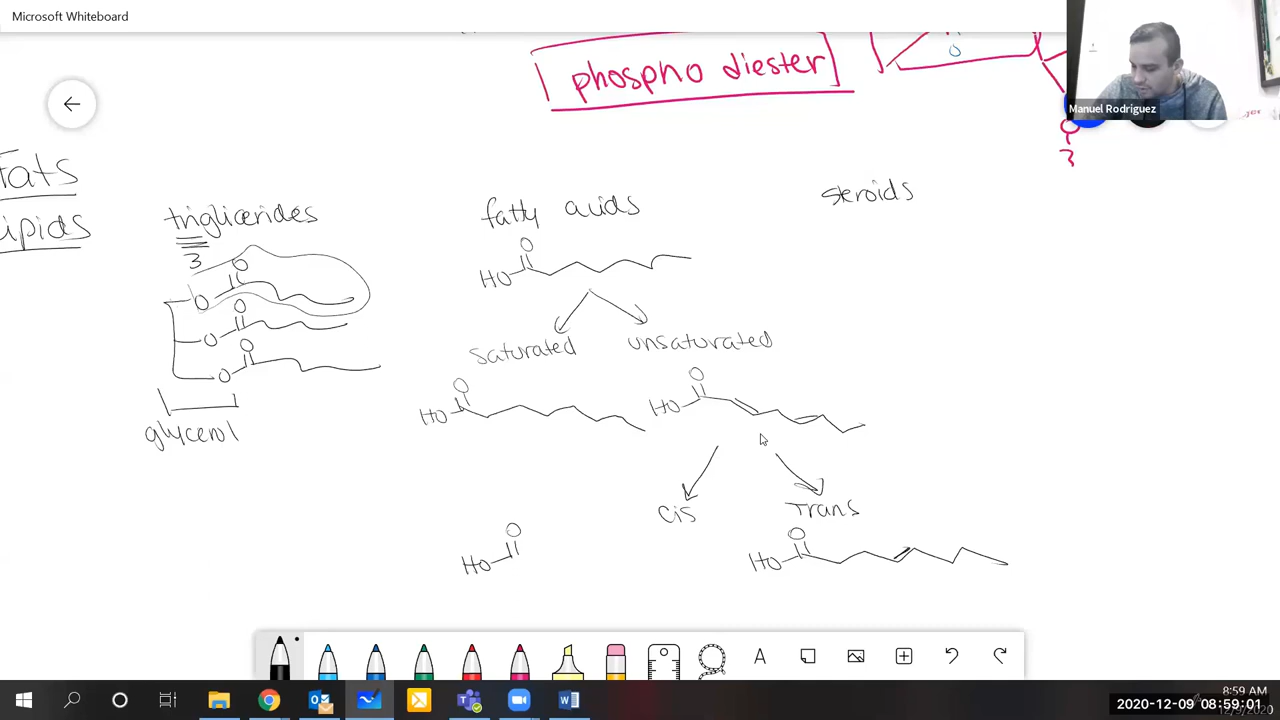 Microsoft Whiteboard
phospho diester
O
Manuel Rodriguez
O
3
Fats
lipids
triglicerides
3
fatty acids
steroids
O
O
O
O
O
O
glycerol
O
HO
saturated
unsaturated
O
HO
O
HO
Cis
Trans
O
HO
O
HO
A
8:59 AM
2020-12-09 08:59:01